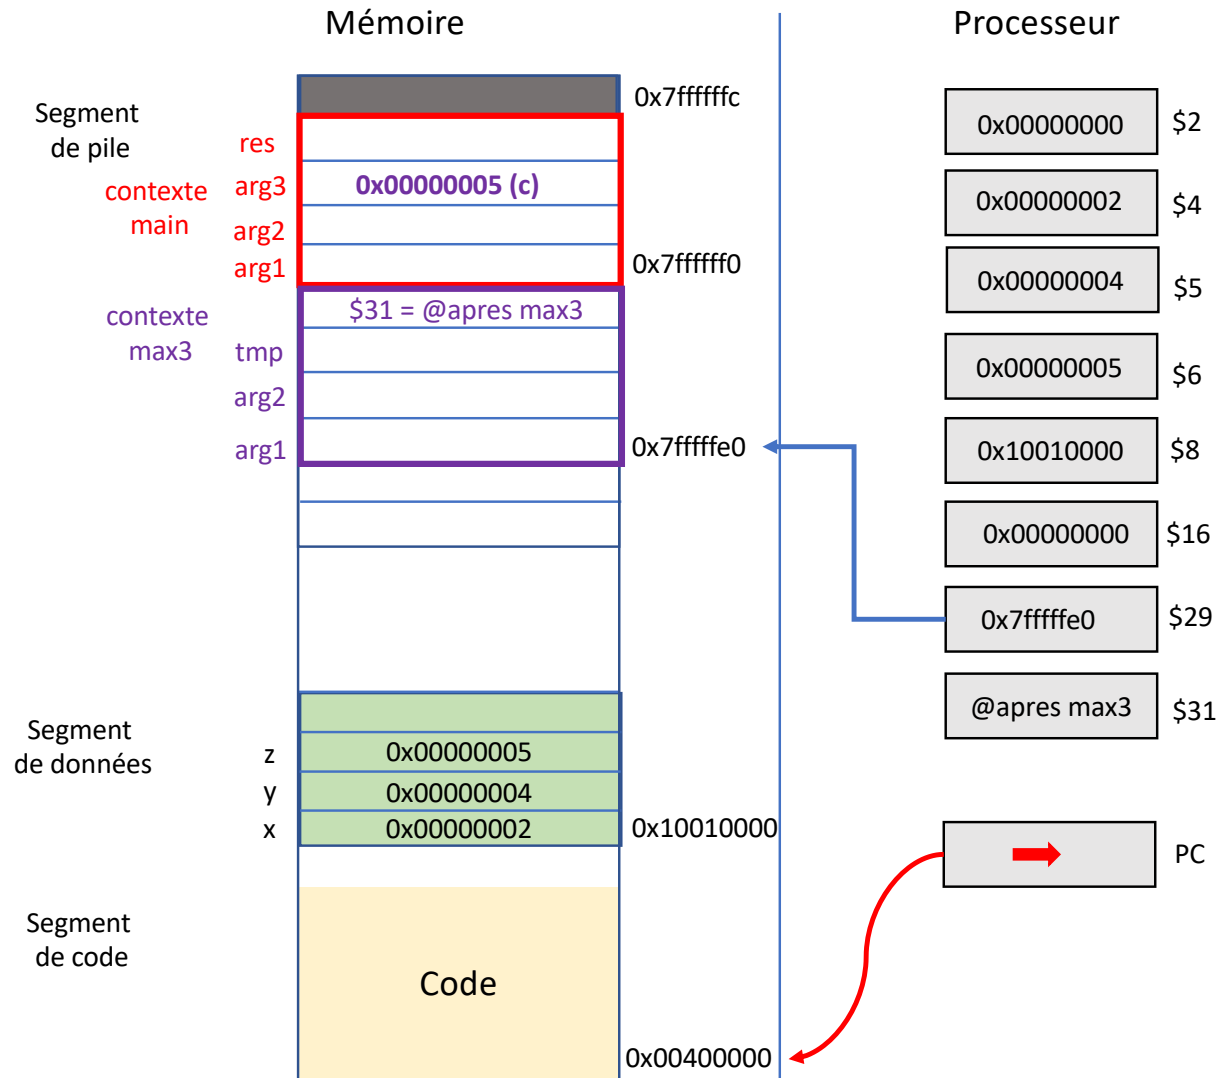 Mémoire
Processeur
Segment
de pile
0x7ffffffc
res
contexte
main
arg3
0x00000005 (c)
arg2
arg1
0x7ffffff0
contexte
max3
$31 = @apres max3
tmp
arg2
arg1
0x7fffffe0
0x00000000
$2
0x00000002
$4
0x00000004
$5
0x00000005
$6
0x10010000
$8
0x00000000
$16
0x7fffffe0
$29
@apres max3
$31
Segment
de données
z
0x00000005
y
0x00000004
x
0x00000002
0x10010000
PC
Segment
de code
Code
0x00400000